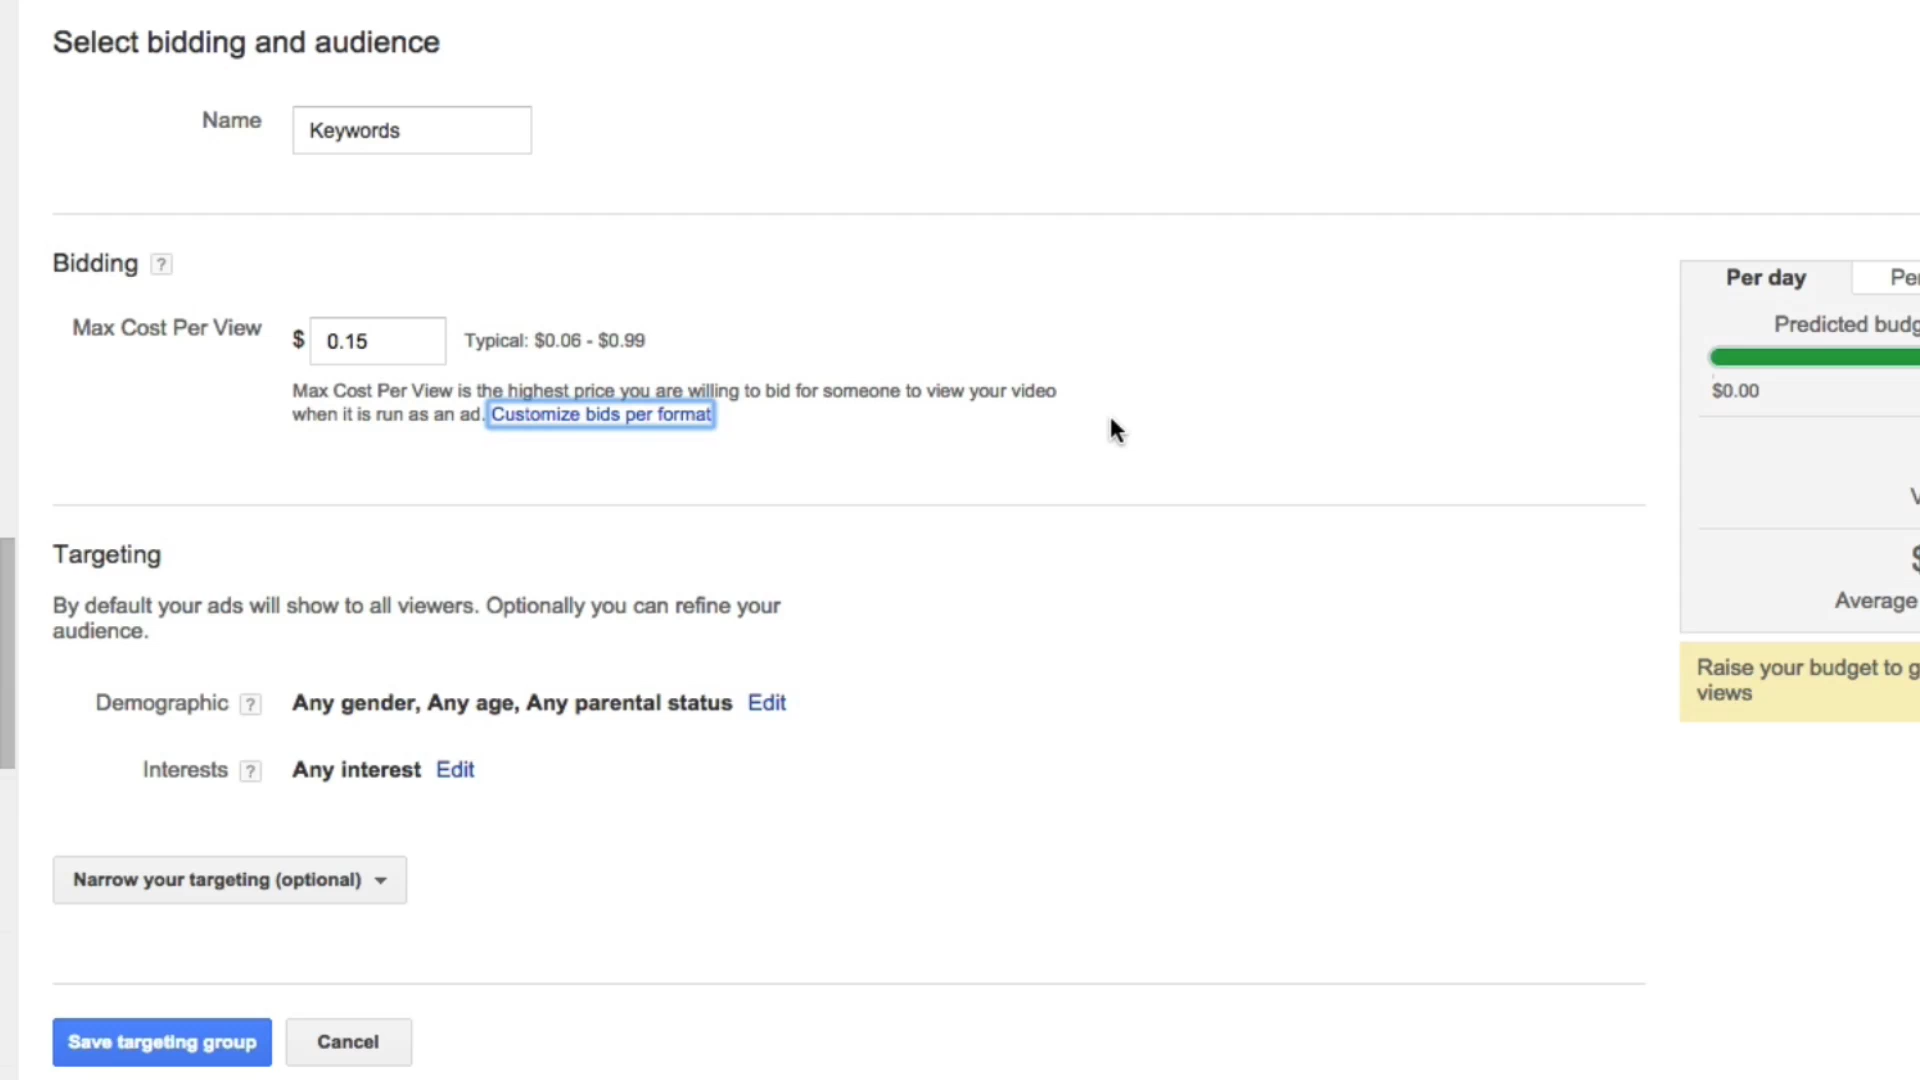 Select bidding and audience
Name
Keywords
Bidding ?
Max Cost Per View
$ 0.15 Typical: $0.06 - $0.99
Max Cost Per View is the highest price you are willing to bid for someone to view your video
when it is run as an ad. Customize bids per format
Targeting
By default your ads will show to all viewers. Optionally you can refine your
audience.
Demographic ? Any gender, Any age, Any parental status Edit
Interests ? Any interest Edit
Narrow your targeting (optional)
Save targeting group
Cancel
Per day
Predicted
$0.00
$
Average
Raise your budget to
views